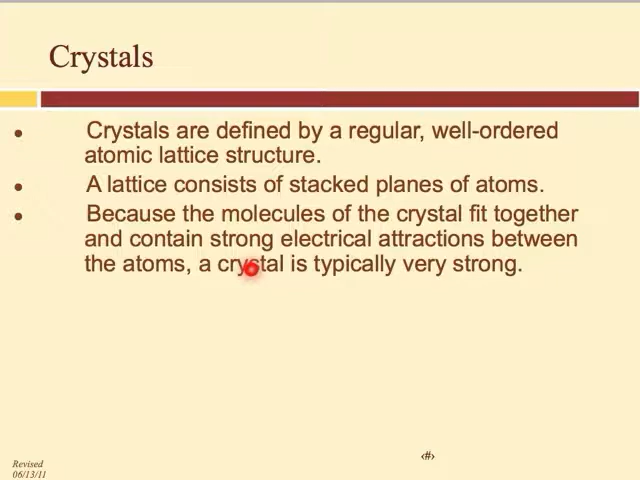 Crystals
• Crystals are defined by a regular, well-ordered
atomic lattice structure.
• A lattice consists of stacked planes of atoms.
• Because the molecules of the crystal fit together
and contain strong electrical attractions between
the atoms, a crystal is typically very strong.
‹#›
Revised
06/13/11